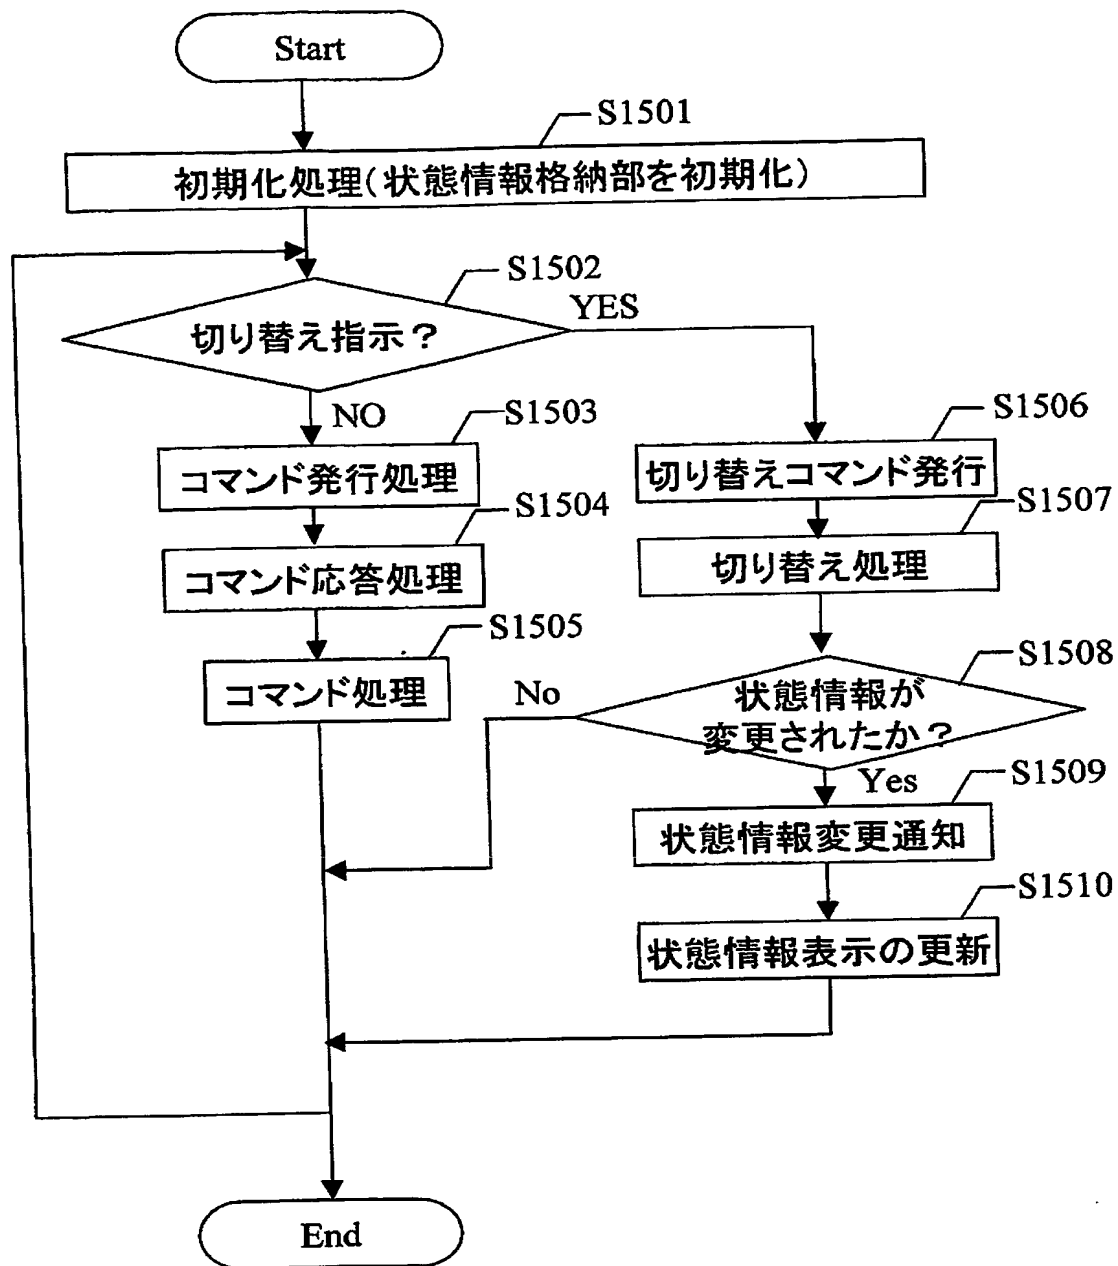 Start
S1501
初期化処理(状態情報格納部を初期化)
S1502
切り替え指示？
YES
NO
S1503
コマンド発行処理
S1504
コマンド応答処理
S1505
コマンド処理
S1506
切り替えコマンド発行
S1507
切り替え処理
S1508
状態情報が
変更されたか？
No
Yes
S1509
状態情報変更通知
S1510
状態情報表示の更新
End